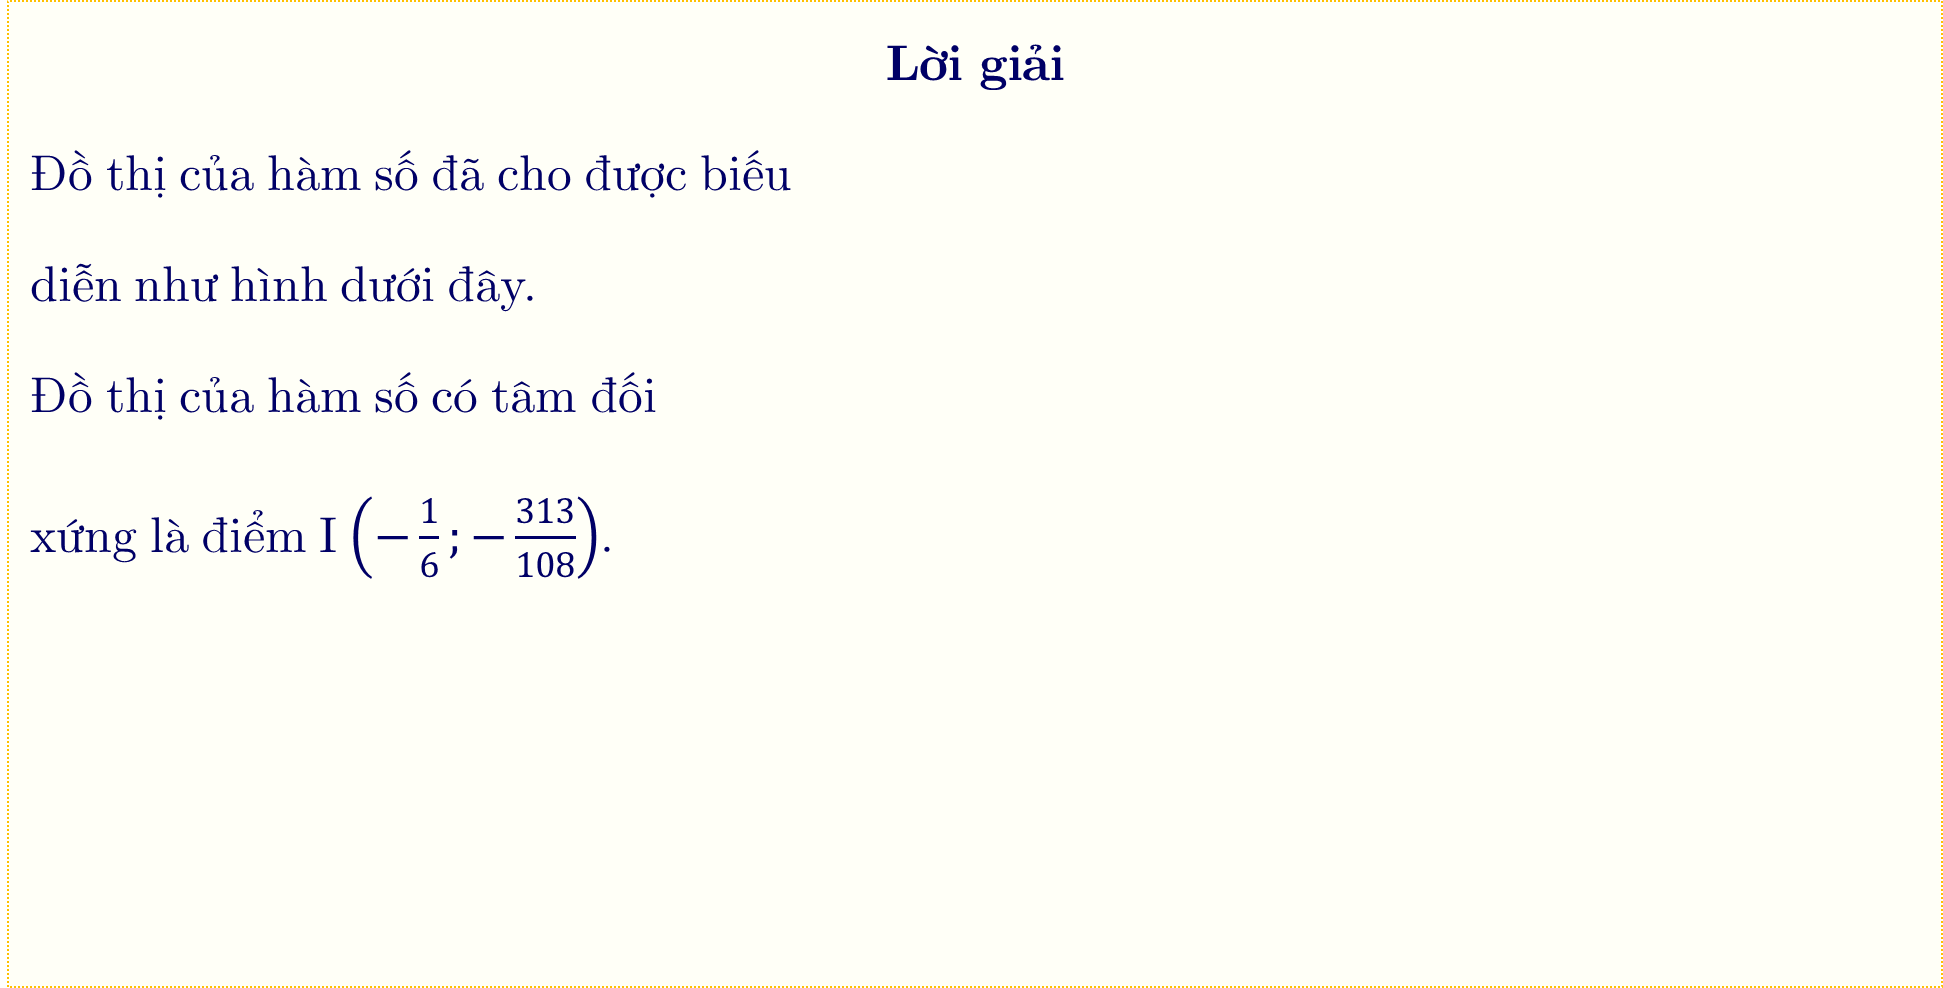 Lời giải
Đồ thị của hàm số đã cho được biếu
diễn như hình dưới đây.
Đồ thị của hàm số có tâm đối
xứng là điểm I (−1/6; −313/108).